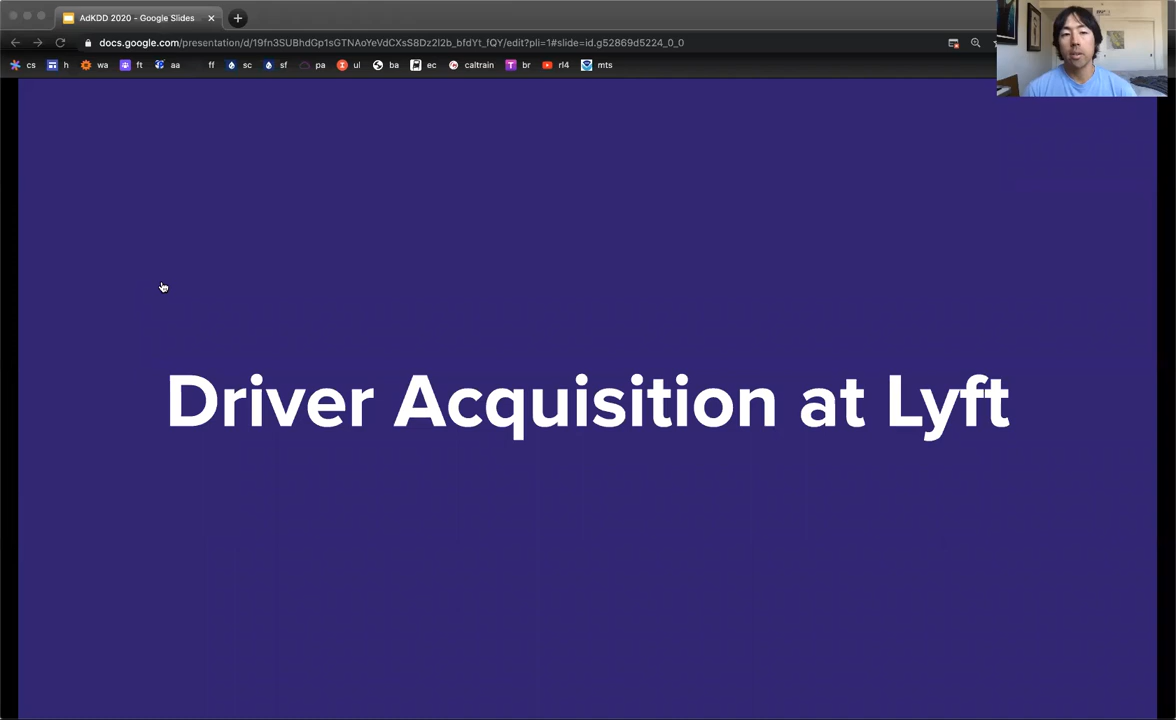 AdKDD 2020 - Google Slides
docs.google.com/presentation/d/19fn3SUBhdGp1sGTNAoYeVdCXsS8Dz2l2b_bfdYt_fQY/edit?pli=1#slide=id.g52869d5224_0_0
cs h wa ft aa ff sc sf pa ul ba ec caltrain br rl4 mts
Driver Acquisition at Lyft